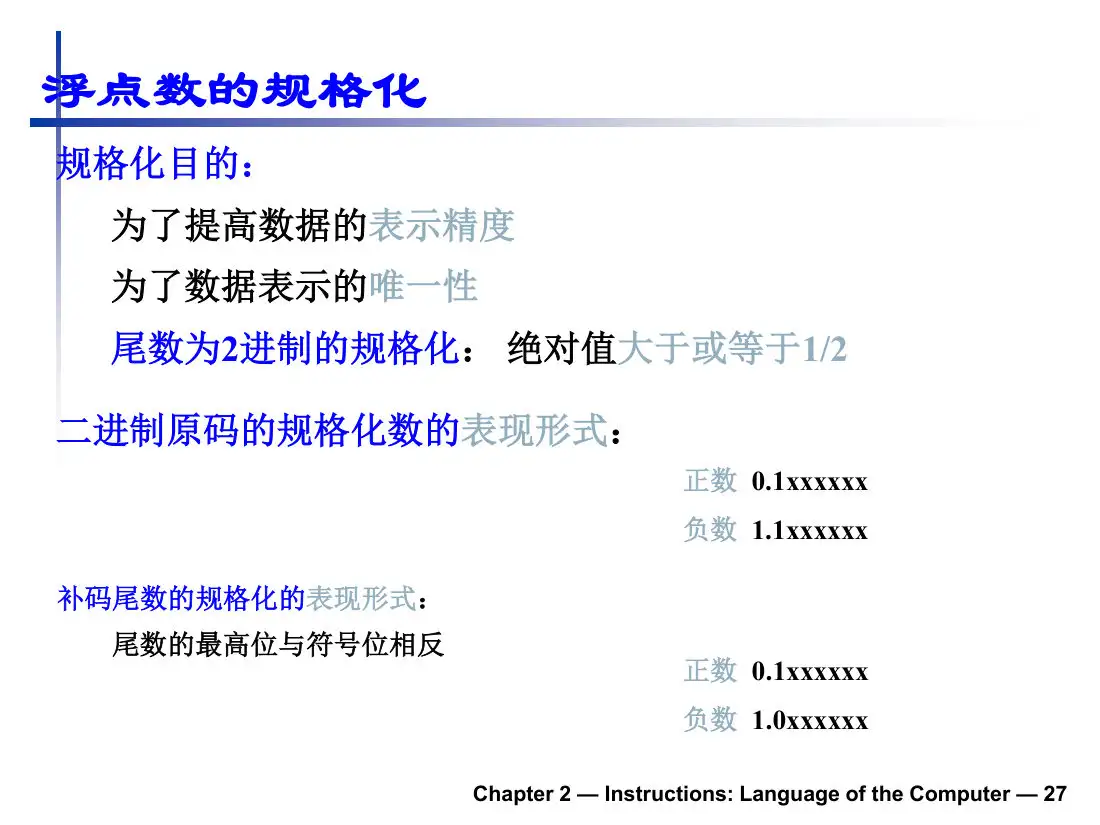 浮点数的规格化
规格化目的：
为了提高数据的表示精度
为了数据表示的唯一性
尾数为2进制的规格化： 绝对值大于或等于1/2
二进制原码的规格化数的表现形式：
正数 0.1xxxxxx
负数 1.1xxxxxx
补码尾数的规格化的表现形式：
尾数的最高位与符号位相反
正数 0.1xxxxxx
负数 1.0xxxxxx
Chapter 2 — Instructions: Language of the Computer — 27